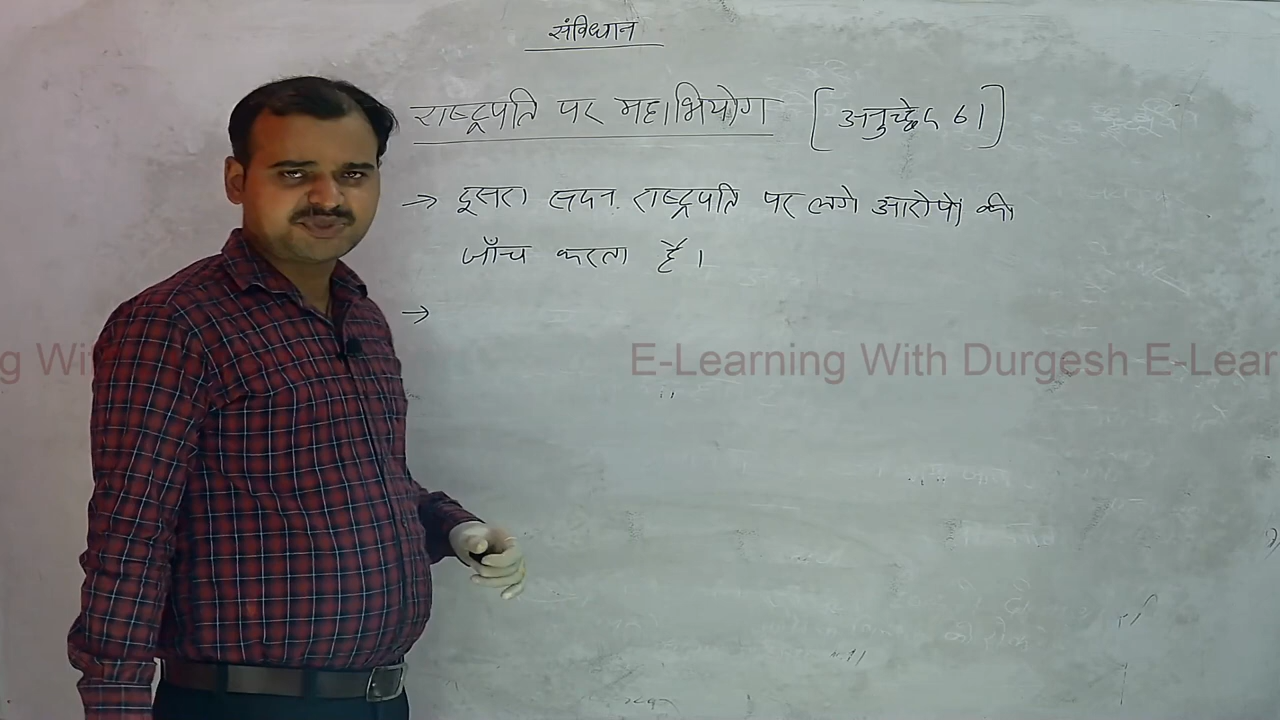 संविधान
राष्ट्रपति पर महाभियोग [अनुच्छेद 61]
→ दूसरा सदन राष्ट्रपति पर लगे आरोपों की
जाँच करता है।
→
E-Learning With Durgesh E-Lear